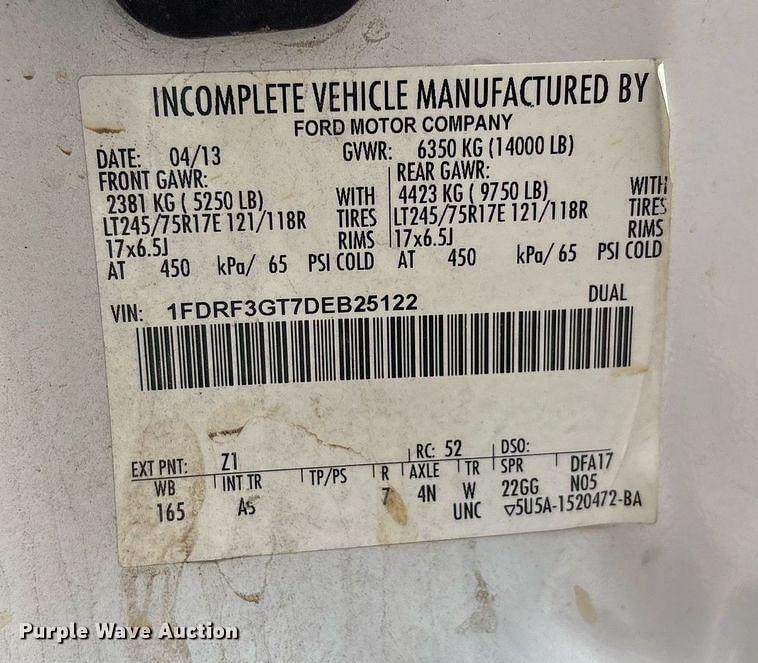 INCOMPLETE VEHICLE MANUFACTURED BY
FORD MOTOR COMPANY
DATE: 04/13 GVWR: 6350 KG (14000 LB)
FRONT GAWR: REAR GAWR:
2381 KG ( 5250 LB) WITH 4423 KG ( 9750 LB) WITH
LT245/75R17E 121/118R TIRES LT245/75R17E 121/118R TIRES
17x6.5J RIMS 17x6.5J RIMS
AT 450 kPa/ 65 PSI COLD AT 450 kPa/ 65 PSI COLD
VIN: 1FDRF3GT7DEB25122 DUAL
EXT PNT: Z1 RC: 52 DSO:
WB INT TR TP/PS R AXLE TR SPR DFA17
165 A5 7 4N W 22GG N05
UNC ▽5U5A-1520472-BA
Purple Wave Auction